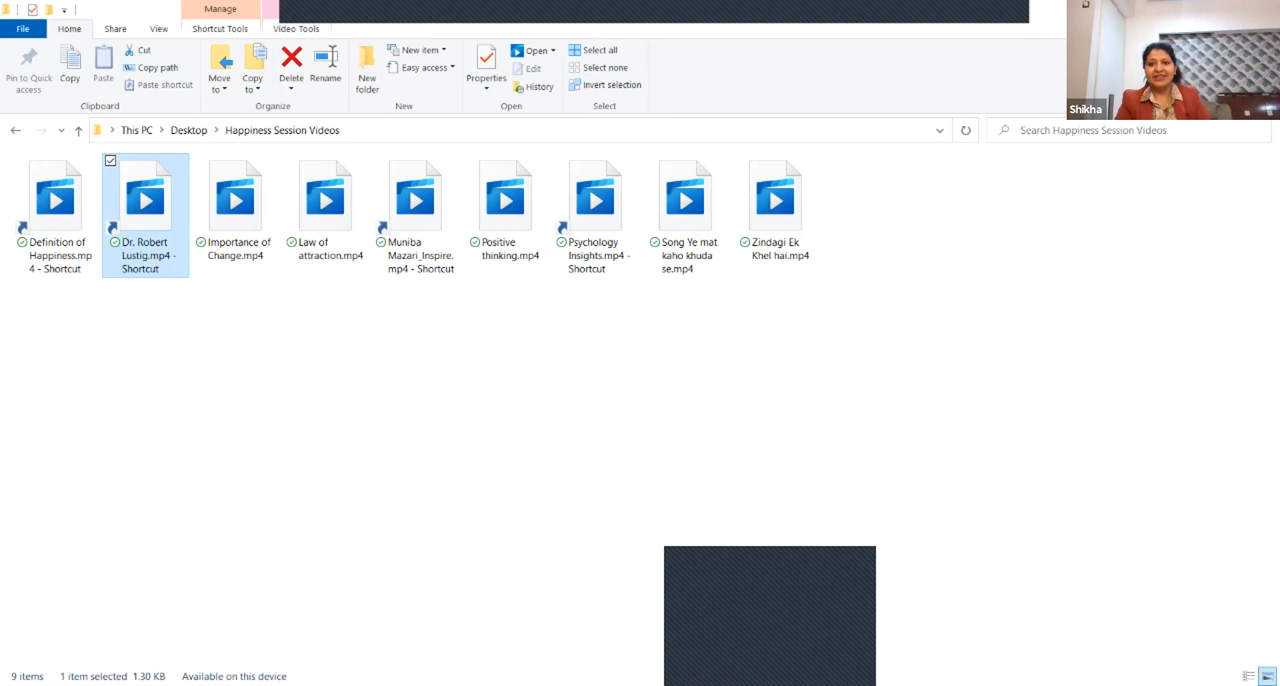 Manage
File Home Share View Shortcut Tools Video Tools
Pin to Quick access
Copy
Paste
Cut
Copy path
Paste shortcut
Clipboard
Move to
Copy to
Delete
Rename
Organize
New folder
New item
Easy access
New
Properties
Open
Edit
History
Open
Select all
Select none
Invert selection
Select
Shikha
This PC > Desktop > Happiness Session Videos
Search Happiness Session Videos
Definition of
Happiness.mp
4 - Shortcut
Dr. Robert
Lustig.mp4 -
Shortcut
Importance of
Change.mp4
Law of
attraction.mp4
Muniba
Mazari_Inspire.
mp4 - Shortcut
Positive
thinking.mp4
Psychology
Insights.mp4 -
Shortcut
Song Ye mat
kaho khuda
se.mp4
Zindagi Ek
Khel hai.mp4
9 items 1 item selected 1.30 KB Available on this device